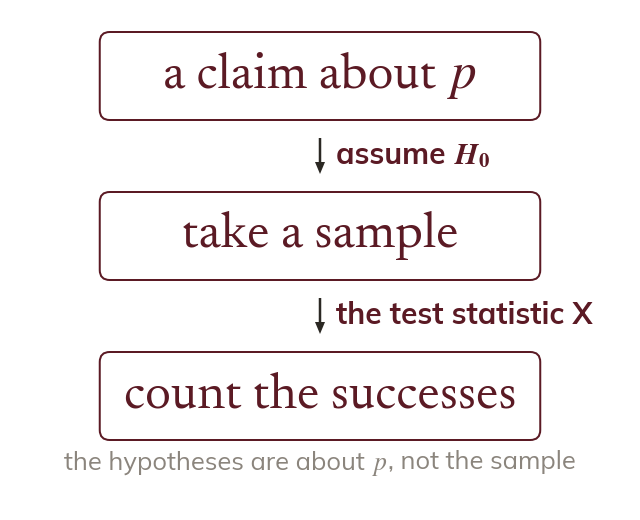 a claim about p
assume H₀
take a sample
the test statistic X
count the successes
the hypotheses are about p, not the sample